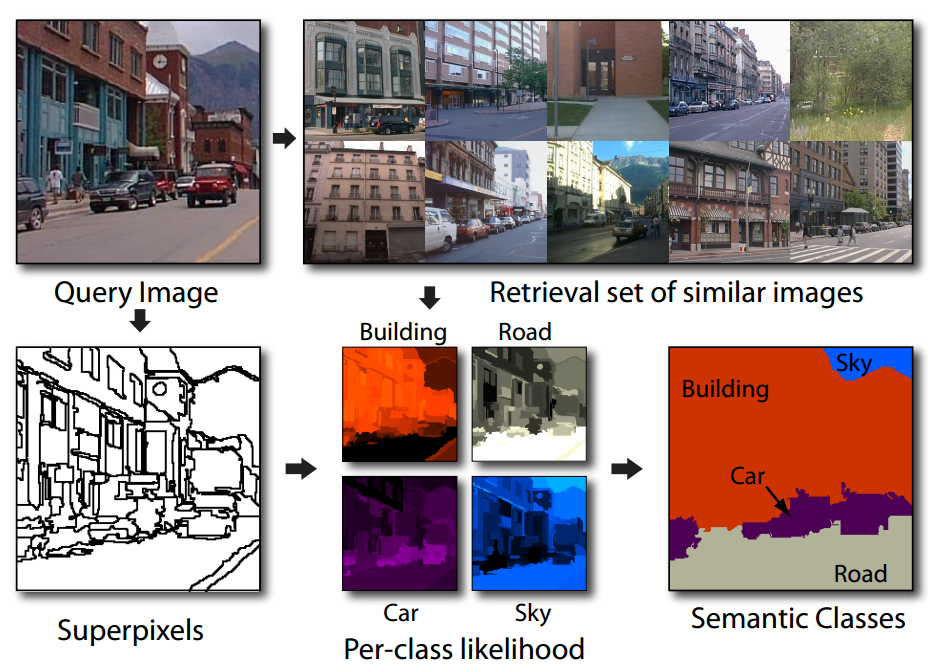 Query Image
Retrieval set of similar images
Building
Road
Car
Sky
Superpixels
Per-class likelihood
Sky
Building
Car
Road
Semantic Classes